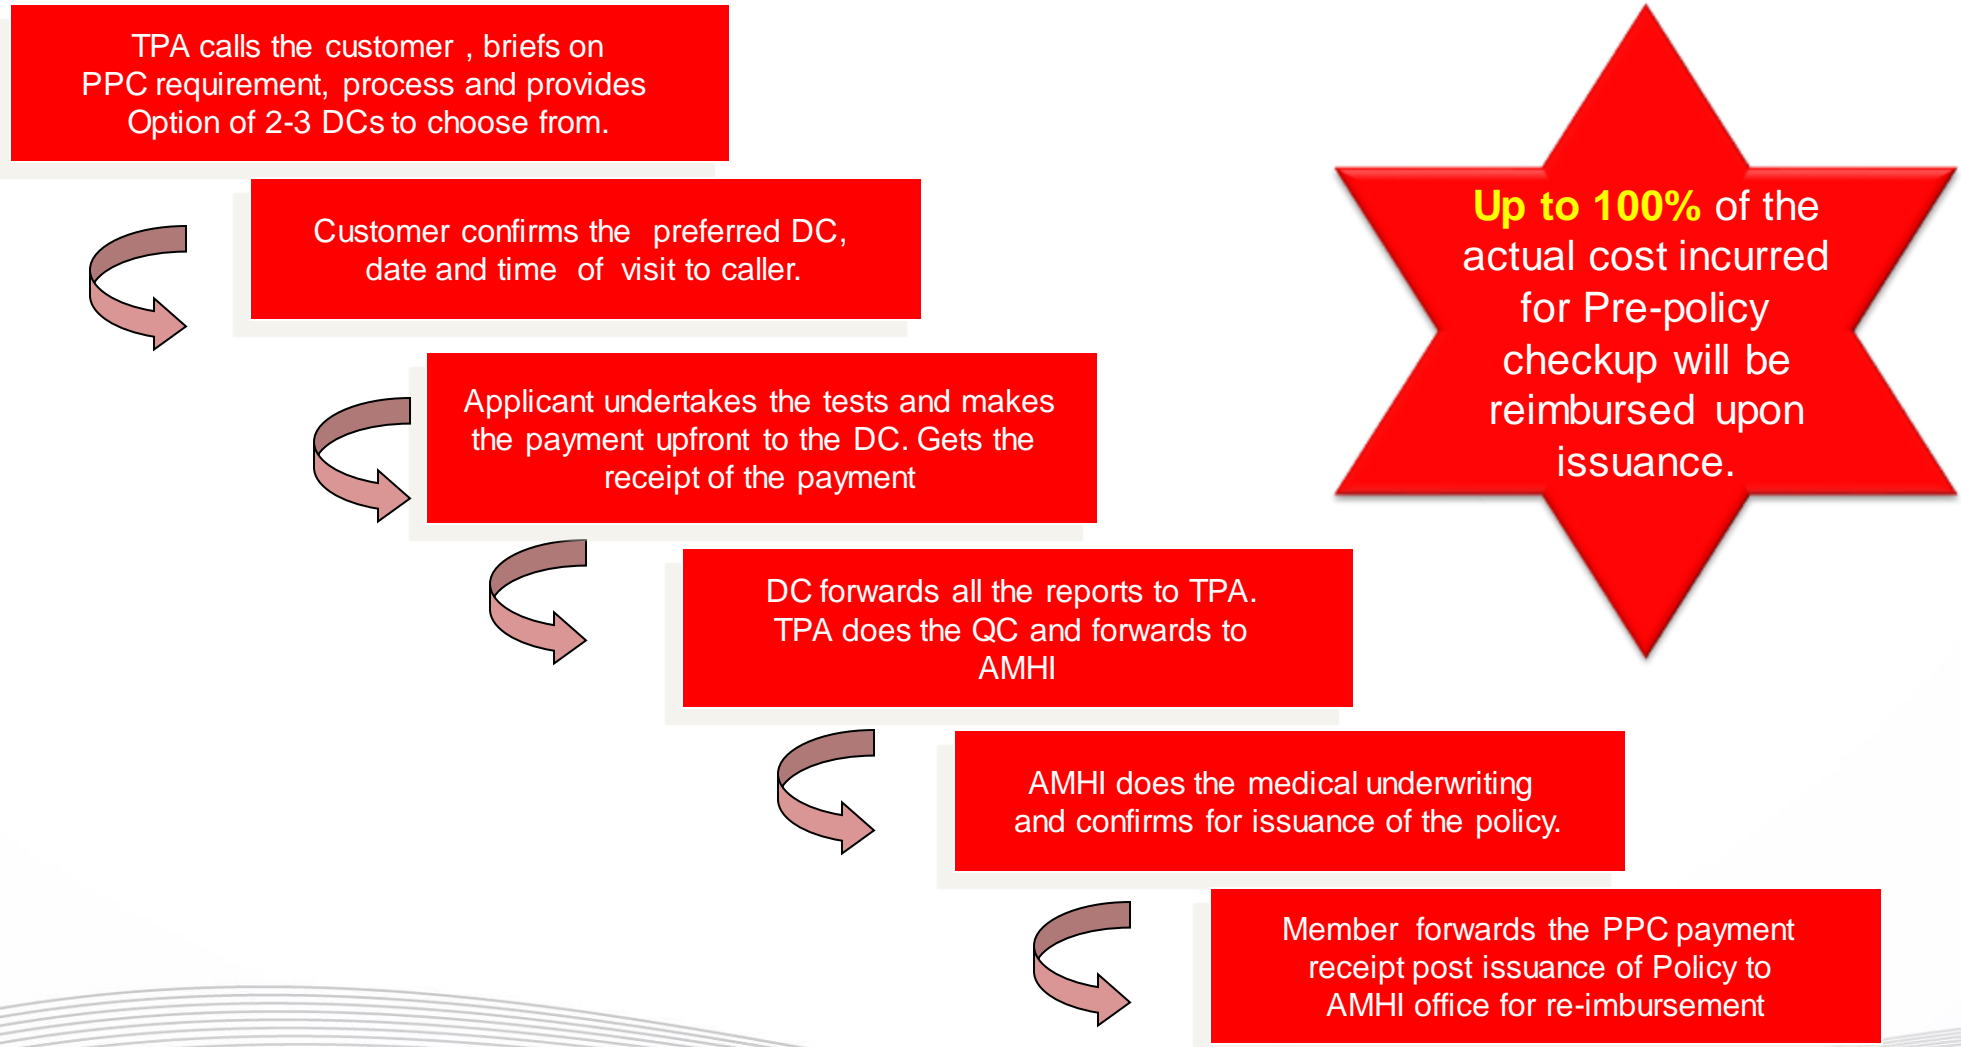 TPA calls the customer , briefs on
PPC requirement, process and provides
Option of 2-3 DCs to choose from.
Customer confirms the preferred DC,
date and time of visit to caller.
Applicant undertakes the tests and makes
the payment upfront to the DC. Gets the
receipt of the payment
DC forwards all the reports to TPA.
TPA does the QC and forwards to
AMHI
AMHI does the medical underwriting
and confirms for issuance of the policy.
Member forwards the PPC payment
receipt post issuance of Policy to
AMHI office for re-imbursement
Up to 100% of the
actual cost incurred
for Pre-policy
checkup will be
reimbursed upon
issuance.